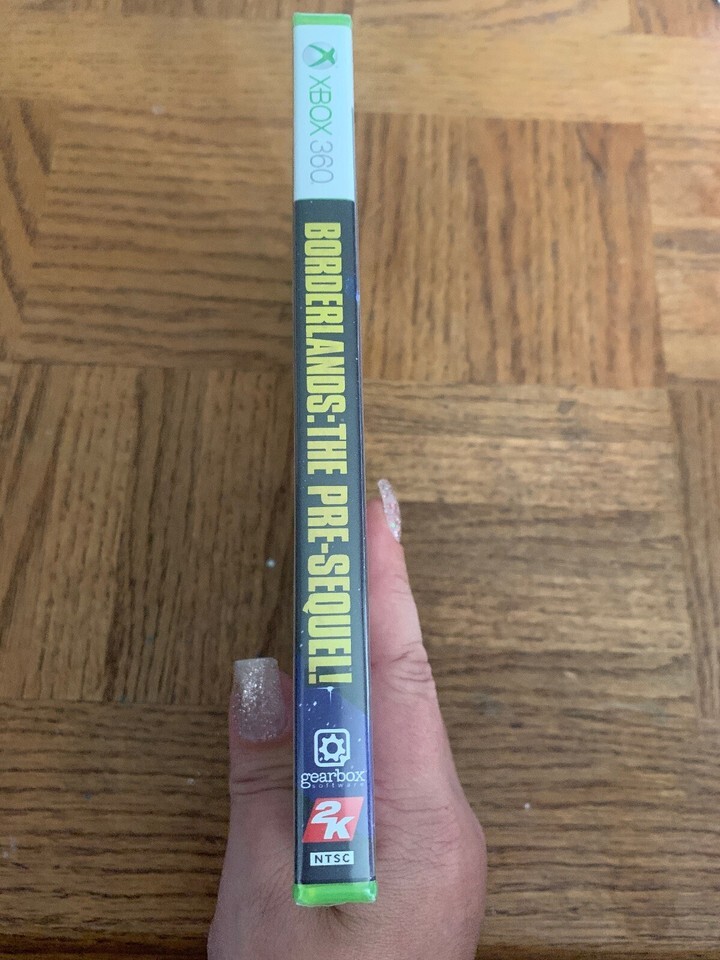 XBOX 360
BORDERLANDS: THE PRE-SEQUEL!
gearbox
software
2K
NTSC